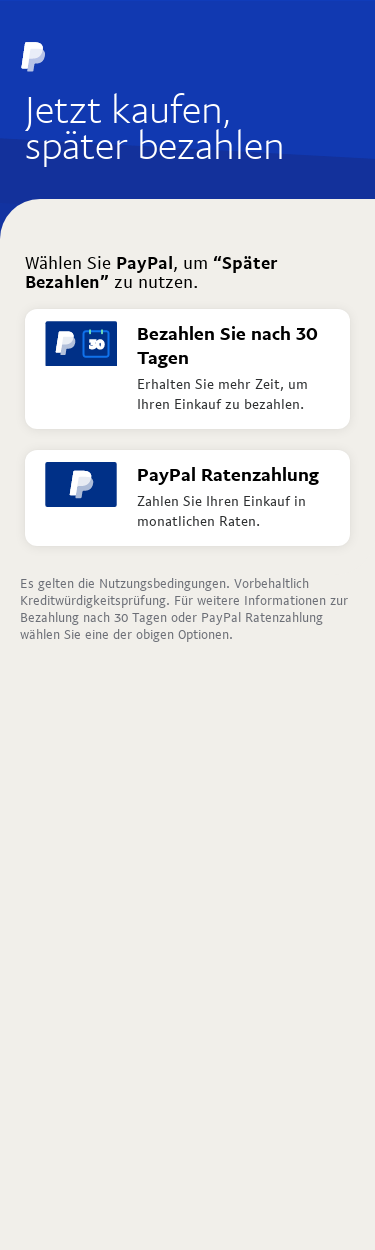 Jetzt kaufen,
später bezahlen
Wählen Sie PayPal, um “Später
Bezahlen” zu nutzen.
30
Bezahlen Sie nach 30
Tagen
Erhalten Sie mehr Zeit, um
Ihren Einkauf zu bezahlen.
PayPal Ratenzahlung
Zahlen Sie Ihren Einkauf in
monatlichen Raten.
Es gelten die Nutzungsbedingungen. Vorbehaltlich
Kreditwürdigkeitsprüfung. Für weitere Informationen zur
Bezahlung nach 30 Tagen oder PayPal Ratenzahlung
wählen Sie eine der obigen Optionen.